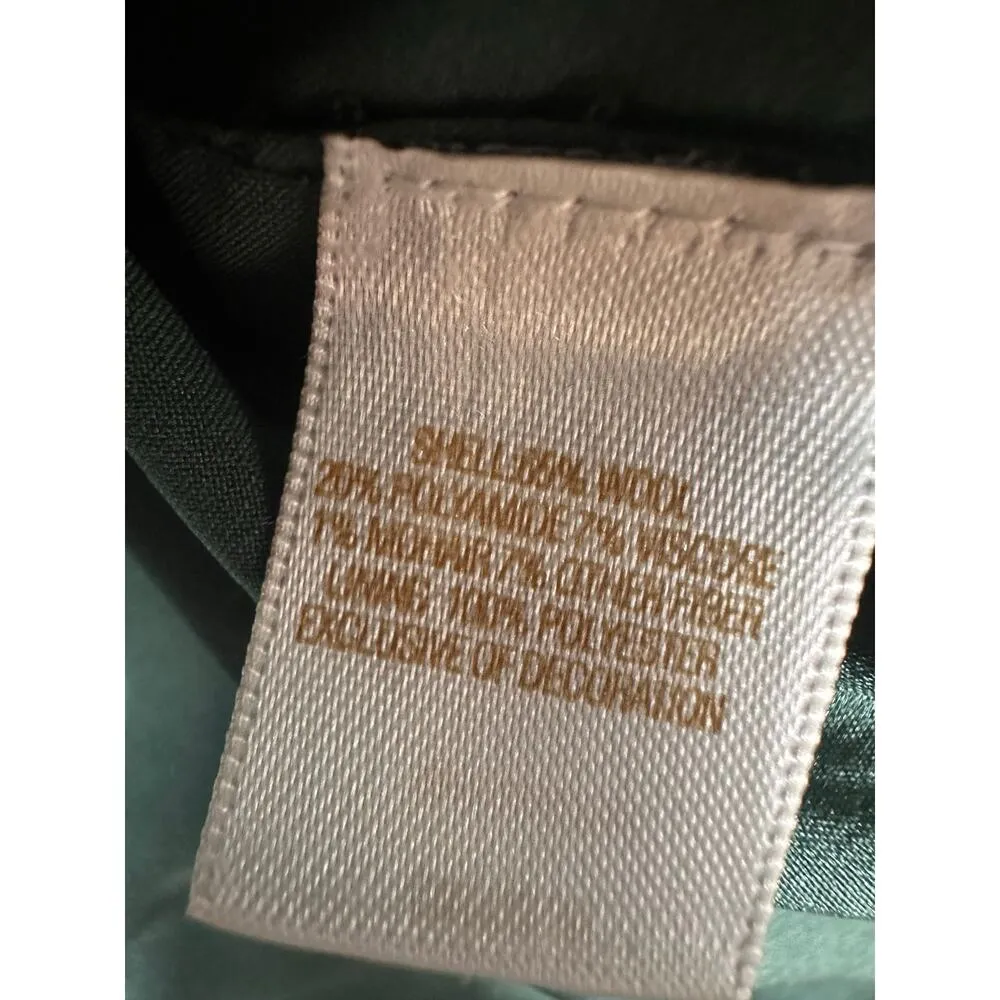 SHELL:65% WOOL
20% POLYAMIDE 7% VISCOSE
1% MOHAIR 7% OTHER FIBER
LINING: 100% POLYESTER
EXCLUSIVE OF DECORATION